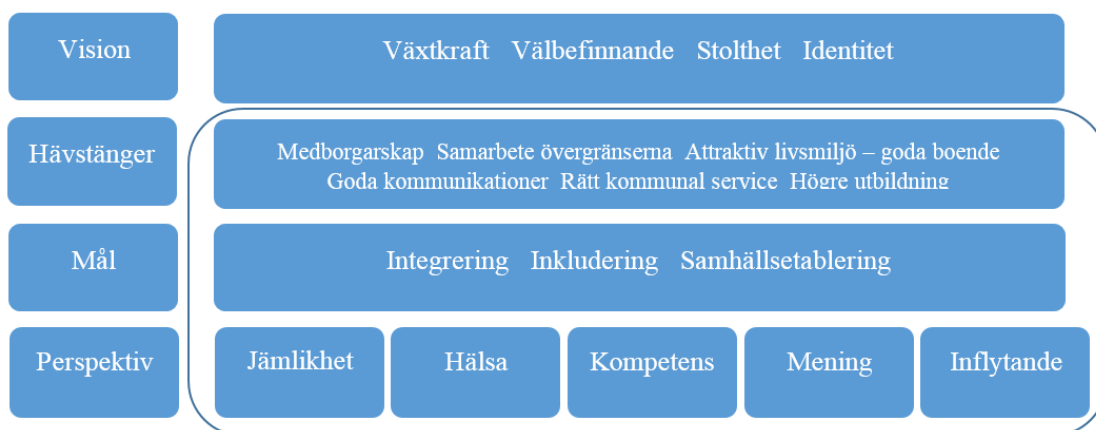 Vision
Växtkraft Välbefinnande Stolthet Identitet
Hävstänger
Medborgarskap Samarbete övergränserna Attraktiv livsmiljö – goda boende
Goda kommunikationer Rätt kommunal service Högre utbildning
Mål
Integrering Inkludering Samhällsetablering
Perspektiv
Jämlikhet
Hälsa
Kompetens
Mening
Inflytande